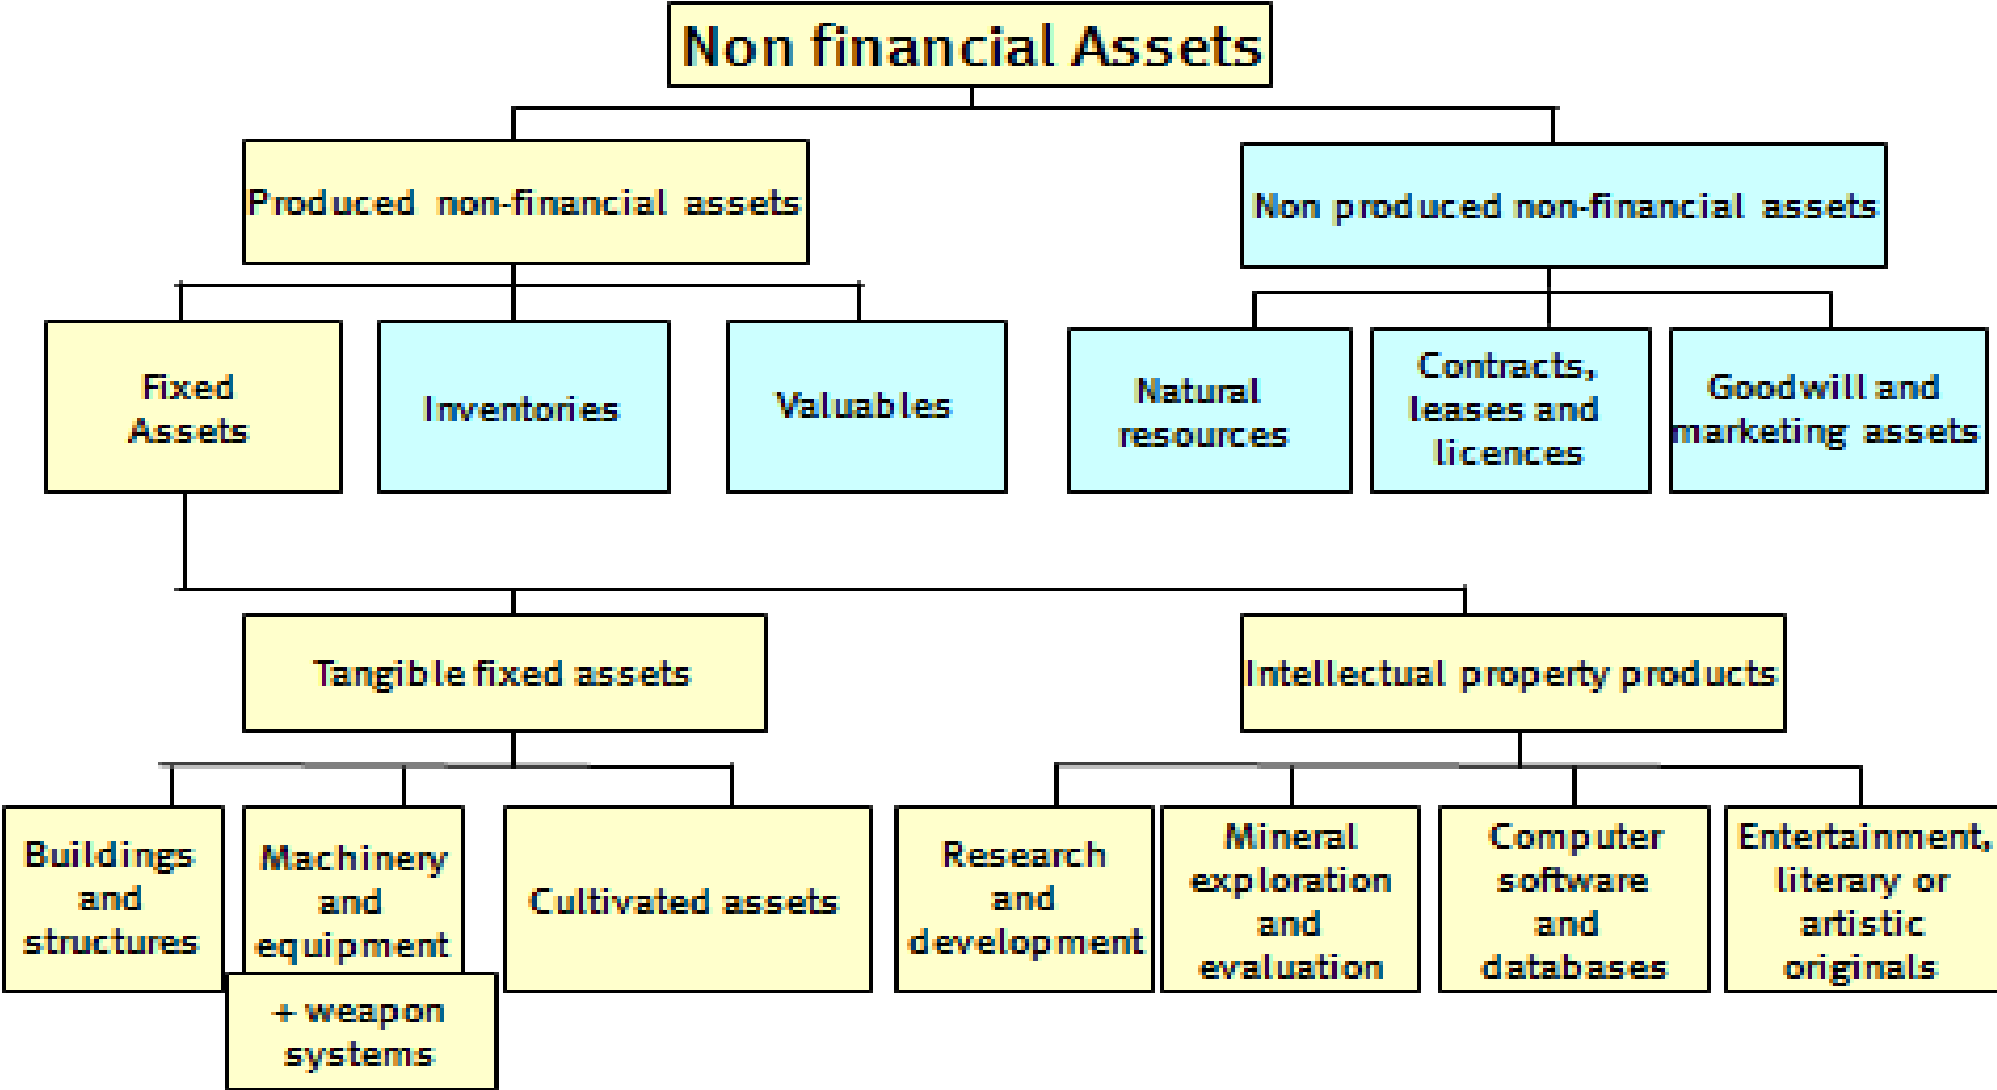 Non financial Assets
Produced non-financial assets
Non produced non-financial assets
Fixed
Assets
Inventories
Valuables
Natural
resources
Contracts,
leases and
licences
Goodwill and
marketing assets
Tangible fixed assets
Intellectual property products
Buildings
and
structures
Machinery
and
equipment
+ weapon
systems
Cultivated assets
Research
and
development
Mineral
exploration
and
evaluation
Computer
software
and
databases
Entertainment,
literary or
artistic
originals